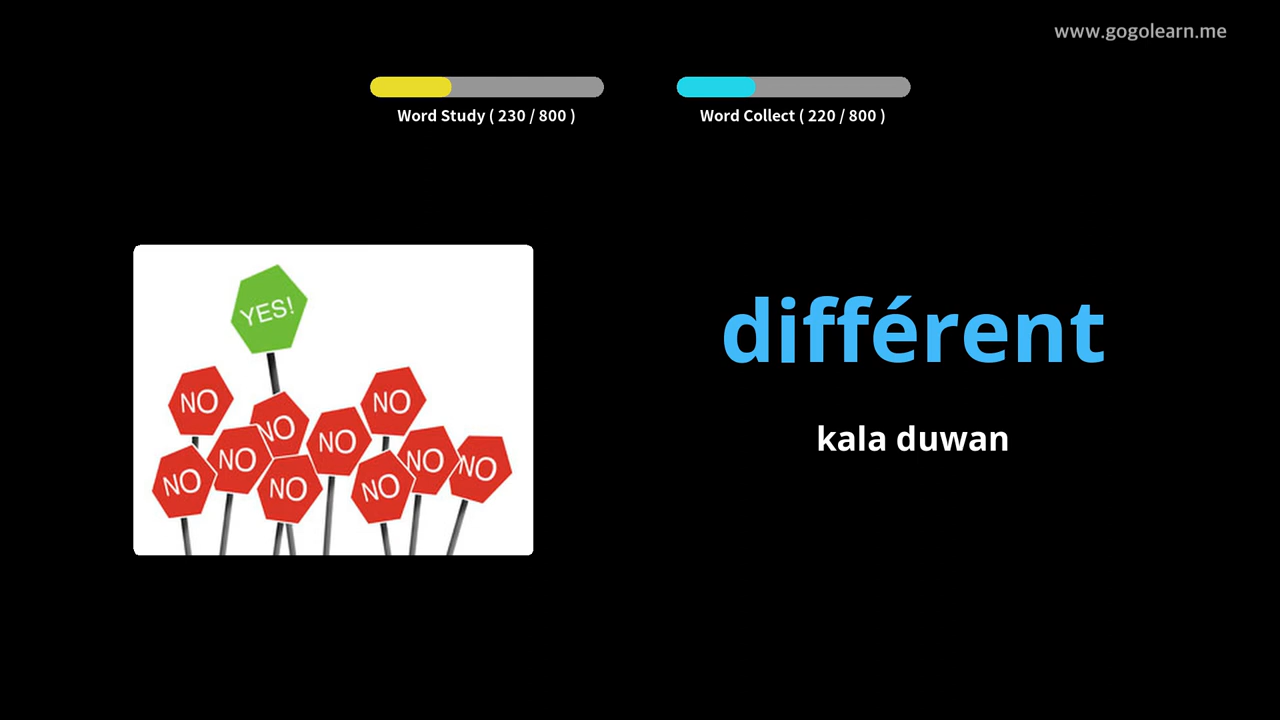 www.gogolearn.me
Word Study ( 230 / 800 )
Word Collect ( 220 / 800 )
YES!
NO
NO
NO
NO
NO
NO
NO
NO
NO
NO
différent
kala duwan